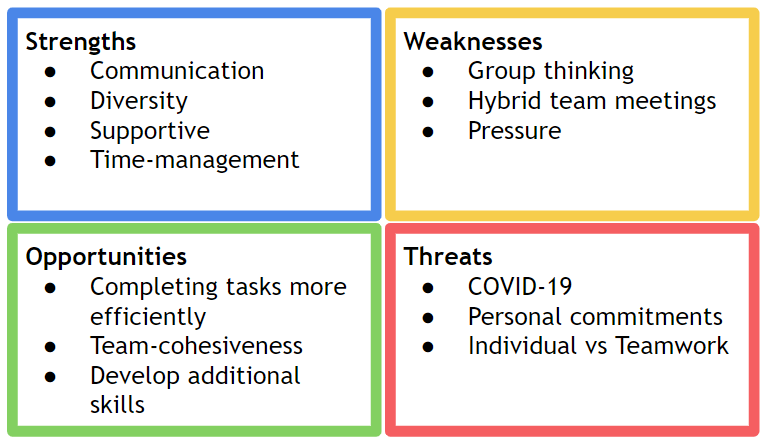 Strengths
● Communication
● Diversity
● Supportive
● Time-management
Weaknesses
● Group thinking
● Hybrid team meetings
● Pressure
Opportunities
● Completing tasks more
efficiently
● Team-cohesiveness
● Develop additional
skills
Threats
● COVID-19
● Personal commitments
● Individual vs Teamwork